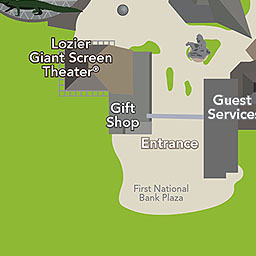 Lozier
Giant Screen
Theater®
Gift
Shop
Guest
Services
Entrance
First National
Bank Plaza